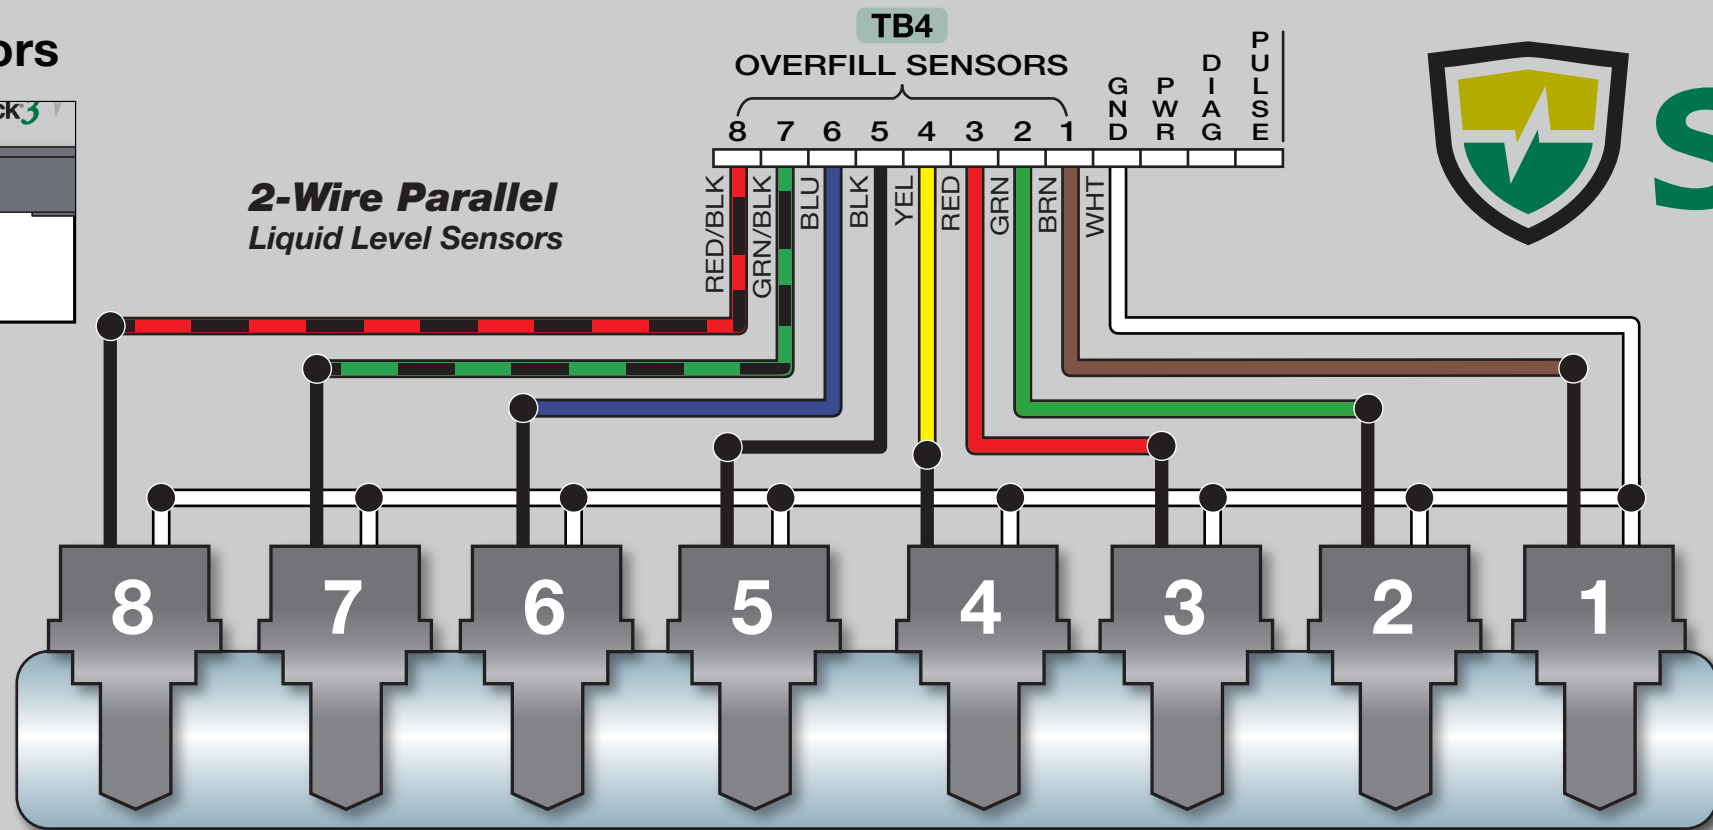 ors
ck3
TB4
OVERFILL SENSORS
8 7 6 5 4 3 2 1 GND PWR DIAG PULSE
2-Wire Parallel
Liquid Level Sensors
RED/BLK GRN/BLK BLU BLK YEL RED GRN BRN WHT
S
8 7 6 5 4 3 2 1